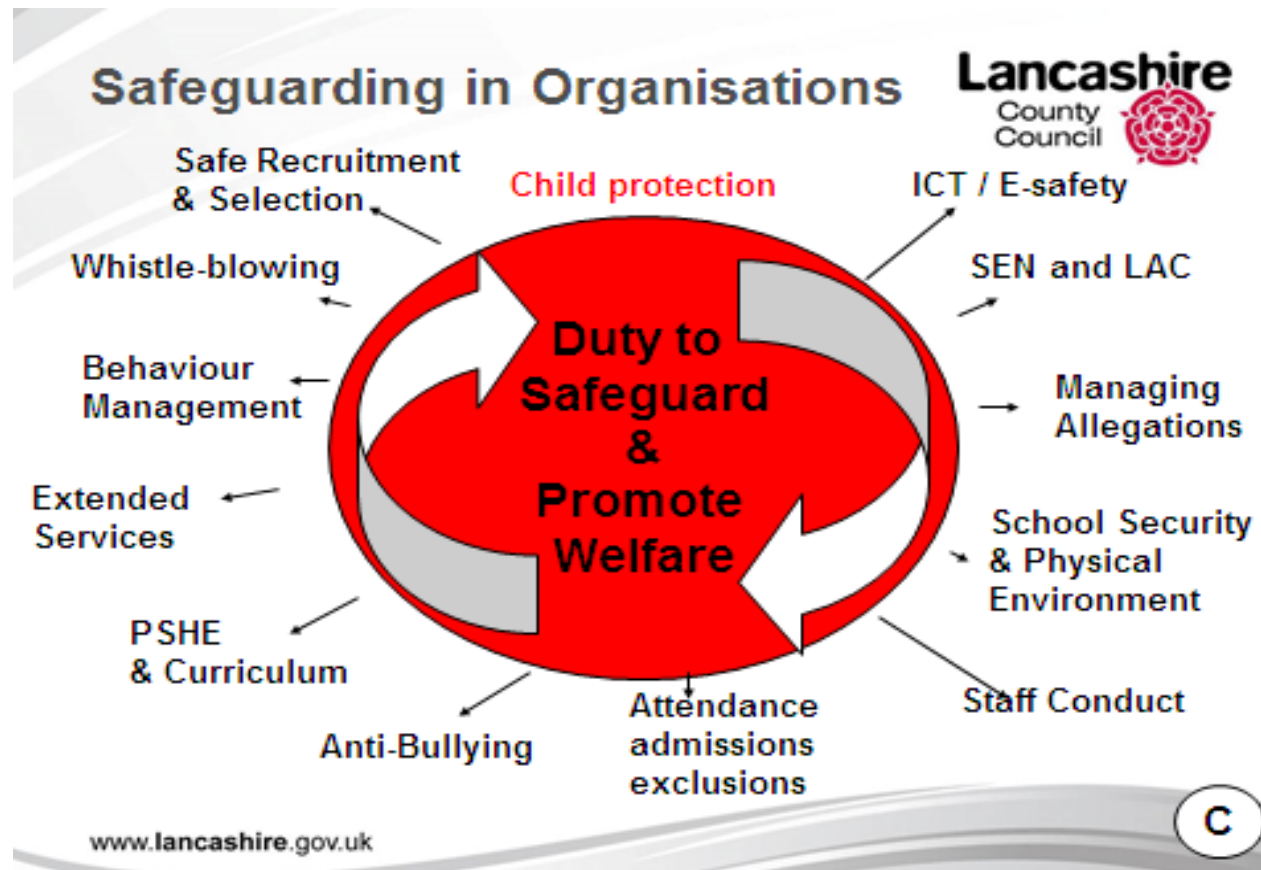 Safeguarding in Organisations
Lancashire
County
Council
Safe Recruitment
& Selection
Child protection
ICT / E-safety
Whistle-blowing
SEN and LAC
Behaviour
Management
Duty to
Safeguard
&
Promote
Welfare
Managing
Allegations
Extended
Services
School Security
& Physical
Environment
PSHE
& Curriculum
Staff Conduct
Anti-Bullying
Attendance
admissions
exclusions
www.lancashire.gov.uk
C